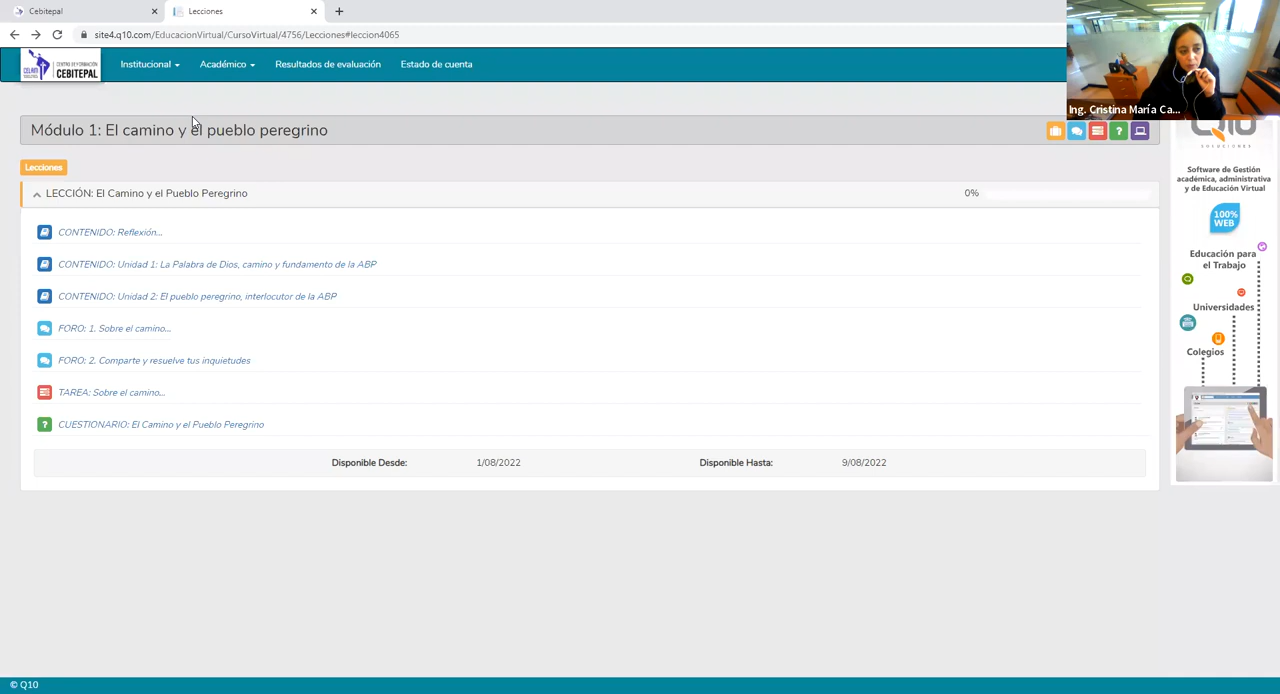 Cebitepal
Lecciones
site4.q10.com/EducacionVirtual/CursoVirtual/4756/Lecciones#leccion4065
CELAM
CENTRO DE FORMACIÓN
CEBITEPAL
Institucional
Académico
Resultados de evaluación
Estado de cuenta
Ing. Cristina María Ca...
Módulo 1: El camino y el pueblo peregrino
Lecciones
LECCIÓN: El Camino y el Pueblo Peregrino
0%
CONTENIDO: Reflexión...
CONTENIDO: Unidad 1: La Palabra de Dios, camino y fundamento de la ABP
CONTENIDO: Unidad 2: El pueblo peregrino, interlocutor de la ABP
FORO: 1. Sobre el camino...
FORO: 2. Comparte y resuelve tus inquietudes
TAREA: Sobre el camino...
CUESTIONARIO: El Camino y el Pueblo Peregrino
Disponible Desde:
1/08/2022
Disponible Hasta:
9/08/2022
Q10
SOLUCIONES
Software de Gestión
académica, administrativa
y de Educación Virtual
100%
WEB
Educación para
el Trabajo
Universidades
Colegios
© Q10